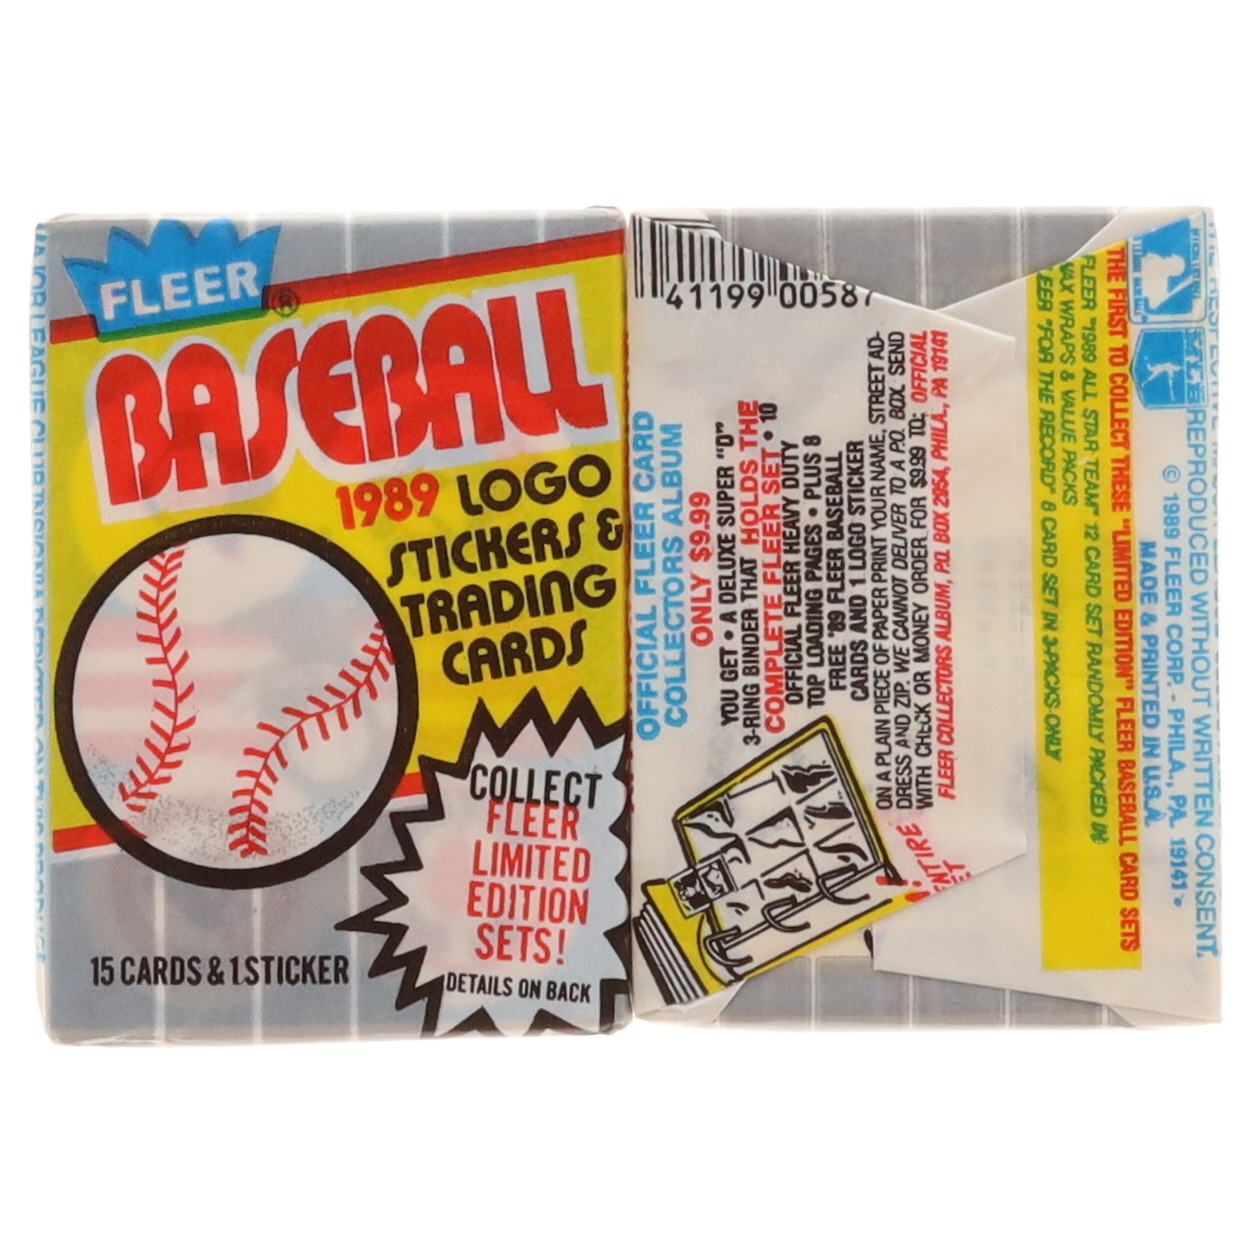 FLEER®
BASEBALL
1989 LOGO
STICKERS &
TRADING
CARDS
COLLECT
FLEER
LIMITED
EDITION
SETS!
DETAILS ON BACK
15 CARDS & 1 STICKER
41199 00587
OFFICIAL FLEER CARD
COLLECTORS ALBUM
ONLY $9.99
YOU GET • A DELUXE SUPER "D"
3-RING BINDER THAT HOLDS THE
COMPLETE FLEER SET • 10
OFFICIAL FLEER HEAVY DUTY
TOP LOADING PAGES • PLUS 8
FREE '89 FLEER BASEBALL
CARDS AND 1 LOGO STICKER
ON A PLAIN PIECE OF PAPER PRINT YOUR NAME, STREET AD-
DRESS AND ZIP. WE CANNOT DELIVER TO A P.O. BOX. SEND
WITH CHECK OR MONEY ORDER FOR $9.99 TO: OFFICIAL
FLEER COLLECTORS ALBUM, P.O. BOX 2854, PHILA., PA 19141
THE FIRST TO COLLECT THESE "LIMITED EDITION" FLEER BASEBALL CARD SETS
FLEER "1989 ALL STAR TEAM" 12 CARD SET RANDOMLY PACKED IN
WAX WRAPS & VALUE PACKS
FLEER "FOR THE RECORD" 6 CARD SET IN 3-PACKS ONLY
REPRODUCED WITHOUT WRITTEN CONSENT.
© 1989 FLEER CORP. - PHILA., PA. 19141
MADE & PRINTED IN U.S.A.